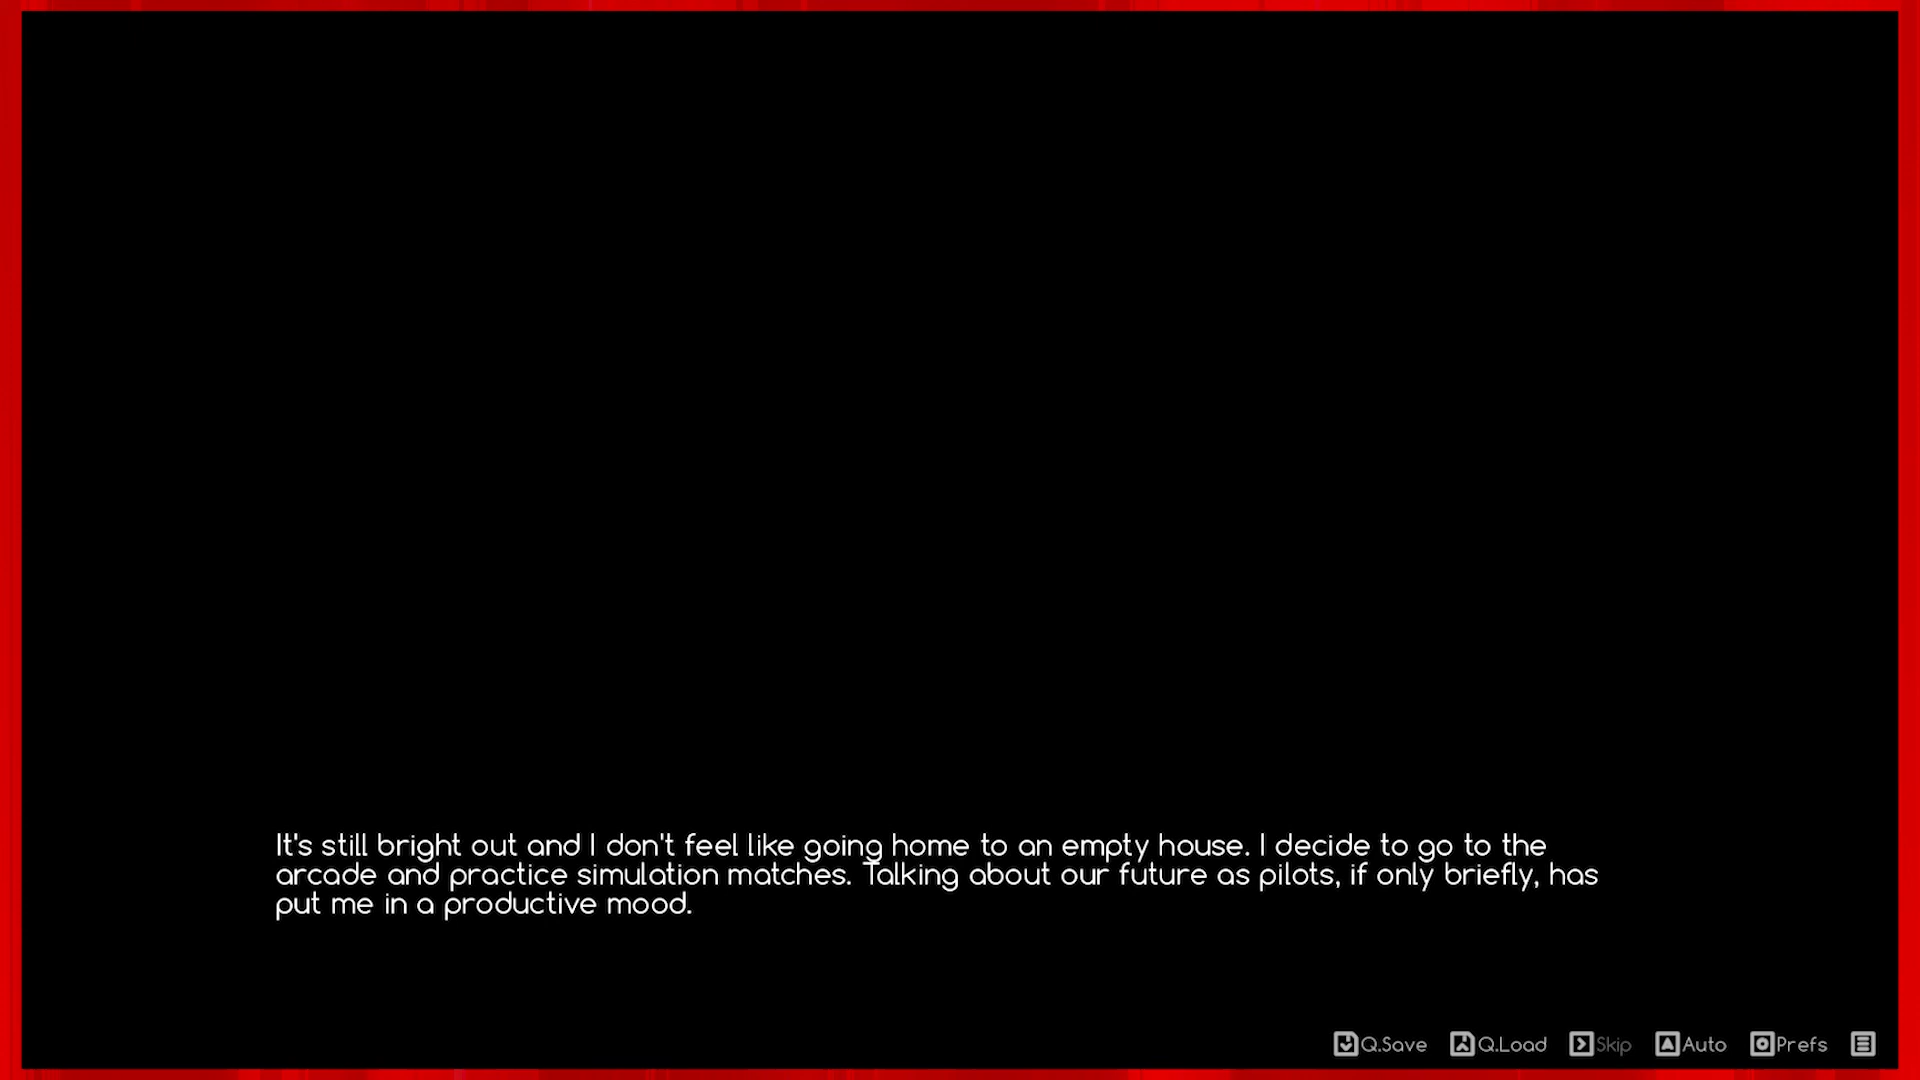 It's still bright out and I don't feel like going home to an empty house. I decide to go to the
arcade and practice simulation matches. Talking about our future as pilots, if only briefly, has
put me in a productive mood.
Q.Save Q.Load Skip Auto Prefs